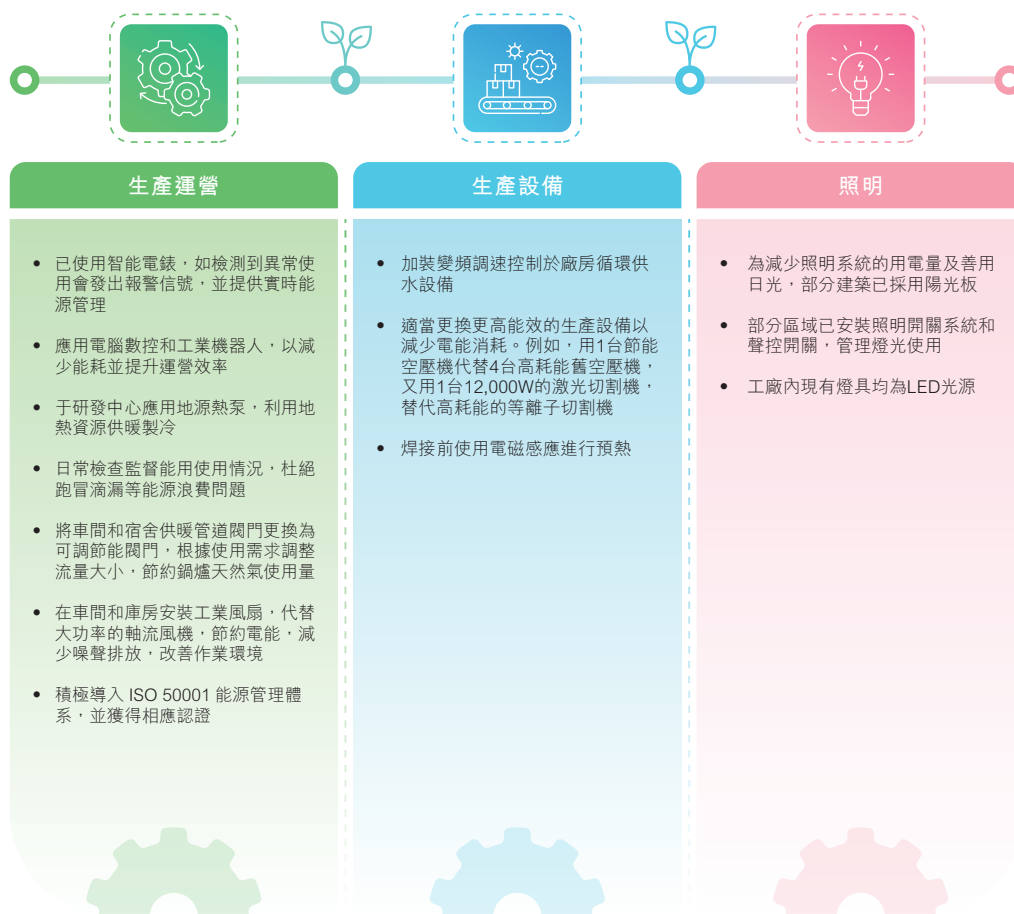 生產運營
已使用智能電錶，如檢測到異常使
用會發出報警信號，並提供實時能
源管理
應用電腦數控和工業機器人，以減
少能耗並提升運營效率
于研發中心應用地源熱泵，利用地
熱資源供暖製冷
日常檢查監督能用使用情況，杜絕
跑冒滴漏等能源浪費問題
將車間和宿舍供暖管道閥門更換為
可調節能閥門，根據使用需求調整
流量大小，節約鍋爐天然氣使用量
在車間和庫房安裝工業風扇，代替
大功率的軸流風機，節約電能，減
少噪聲排放，改善作業環境
積極導入 ISO 50001 能源管理體
系，並獲得相應認證
生產設備
加裝變頻調速控制於廠房循環供
水設備
適當更換更高能效的生產設備以
減少電能消耗。例如，用1台節能
空壓機代替4台高耗能舊空壓機，
又用1台12,000W的激光切割機，
替代高耗能的等離子切割機
焊接前使用電磁感應進行預熱
照明
為減少照明系統的用電量及善用
日光，部分建築已採用陽光板
部分區域已安裝照明開關系統和
聲控開關，管理燈光使用
工廠內現有燈具均為LED光源